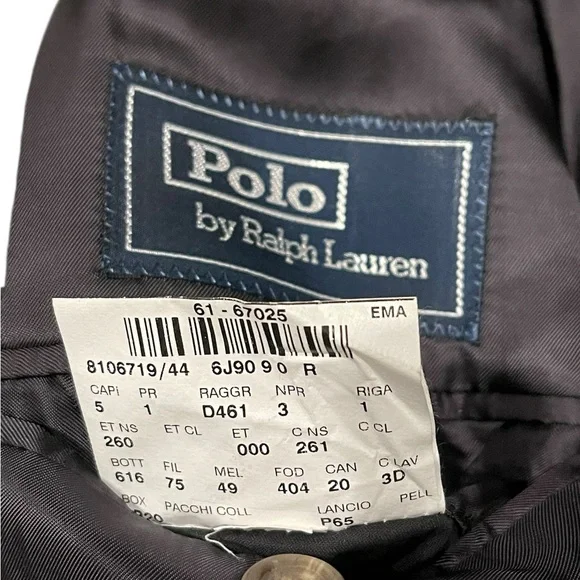 Polo
by Ralph Lauren
61 - 67025 EMA
8106719/44 6J90 9 0 R
CAPI PR RAGGR NPR RIGA
5 1 D461 3 1
ET NS ET CL ET C NS C CL
260 000 261
BOTT FIL MEL FOD CAN C LAV
616 75 49 404 20 3D
BOX PACCHI COLL LANCIO PELL
P65